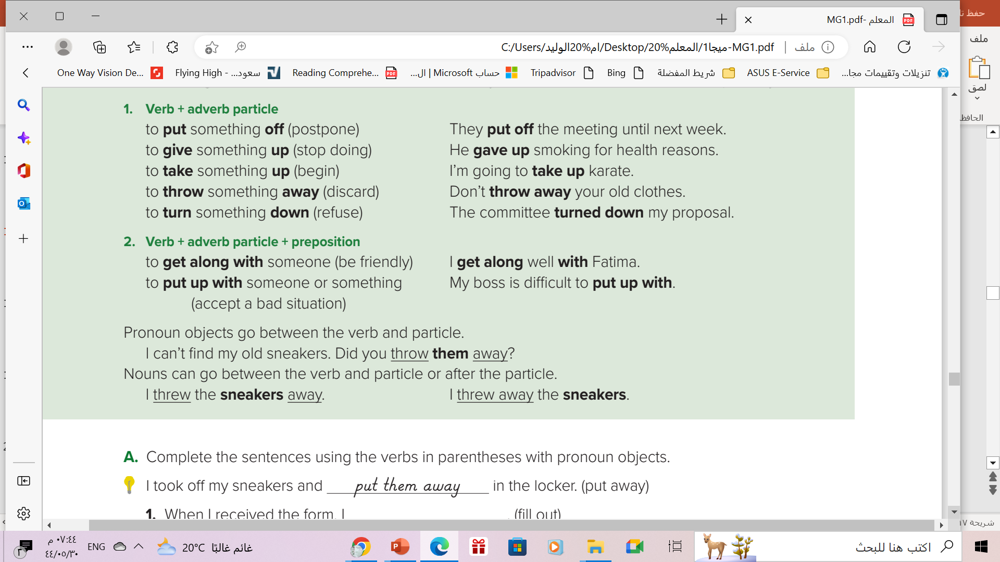 حفظ
المعلم -MG1.pdf
ملف
C:/Users/ام%20الوليد/Desktop/المعلم%20/ميجا1-MG1.pdf
ملف
One Way Vision De...
Flying High - سعود...
Reading Comprehe...
حساب Microsoft | ال...
Tripadvisor
Bing
شريط المفضلة
ASUS E-Service
تنزيلات وتقييمات مجا...
لصق
الحافظ
1. Verb + adverb particle
to put something off (postpone) They put off the meeting until next week.
to give something up (stop doing) He gave up smoking for health reasons.
to take something up (begin) I'm going to take up karate.
to throw something away (discard) Don't throw away your old clothes.
to turn something down (refuse) The committee turned down my proposal.
2. Verb + adverb particle + preposition
to get along with someone (be friendly) I get along well with Fatima.
to put up with someone or something My boss is difficult to put up with.
(accept a bad situation)
Pronoun objects go between the verb and particle.
I can't find my old sneakers. Did you throw them away?
Nouns can go between the verb and particle or after the particle.
I threw the sneakers away. I threw away the sneakers.
A. Complete the sentences using the verbs in parentheses with pronoun objects.
I took off my sneakers and put them away in the locker. (put away)
1. When I received the form, I . (fill out)
شريحة ١٧
٠٧:٤٤ م
٤٤/٠٥/٣٠
ENG
20°C غائم غالبًا
اكتب هنا للبحث